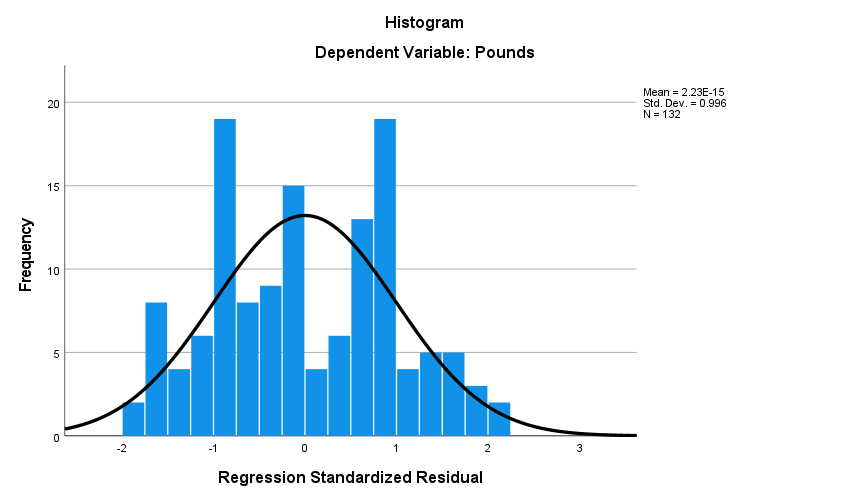 Histogram
Dependent Variable: Pounds
Mean = 2.23E-15
Std. Dev. = 0.996
N = 132
Frequency
20
15
10
5
0
-2 -1 0 1 2 3
Regression Standardized Residual